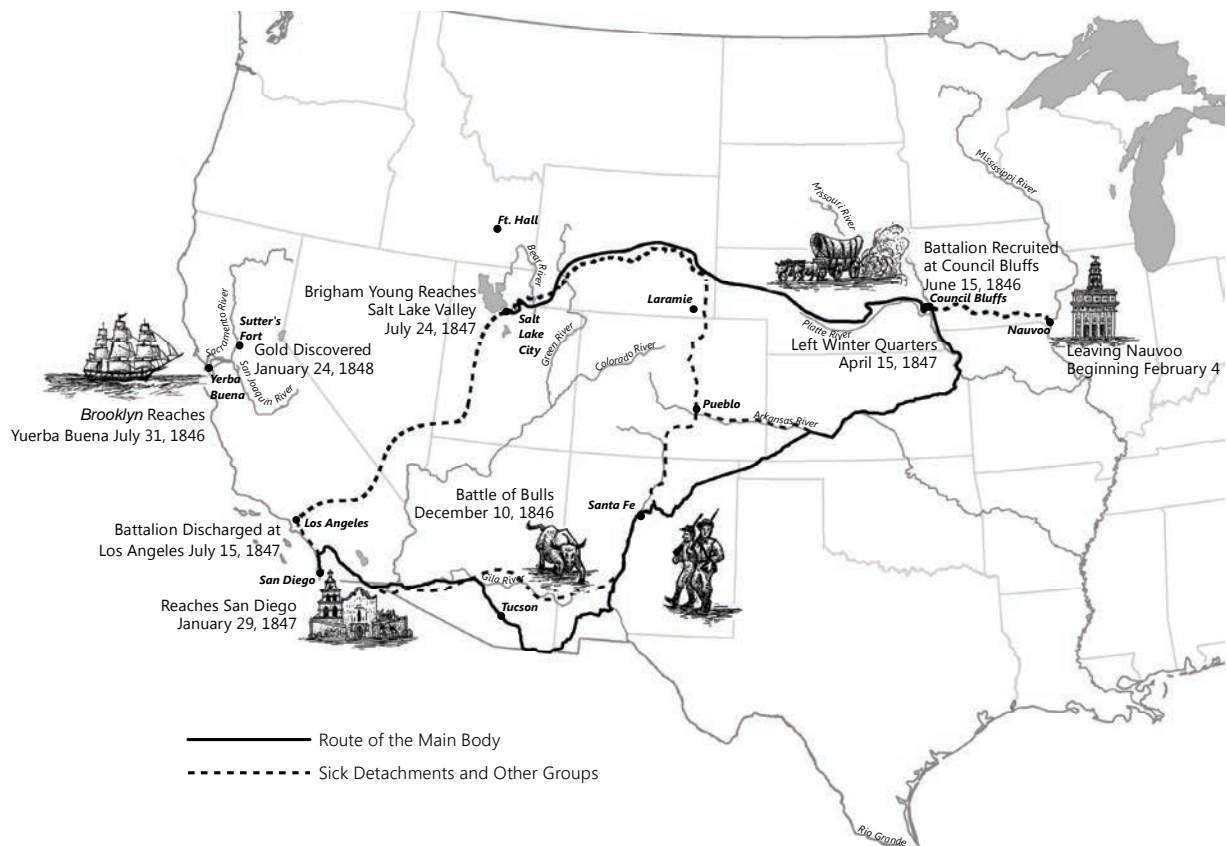 Mississippi River
Missouri River
Ft. Hall
Bear River
Battalion Recruited
at Council Bluffs
June 15, 1846
Council Bluffs
Brigham Young Reaches
Salt Lake Valley
July 24, 1847
Salt
Lake
City
Laramie
Platte River
Nauvoo
Left Winter Quarters
April 15, 1847
Leaving Nauvoo
Beginning February 4
Sacramento River
Sutter's
Fort
Gold Discovered
January 24, 1848
Green River
Colorado River
Yerba
Buena
San Joaquin River
Brooklyn Reaches
Yuerba Buena July 31, 1846
Pueblo
Arkansas River
Battle of Bulls
December 10, 1846
Santa Fe
Los Angeles
Battalion Discharged at
Los Angeles July 15, 1847
San Diego
Gila River
Reaches San Diego
January 29, 1847
Tucson
Route of the Main Body
Sick Detachments and Other Groups
Rio Grande